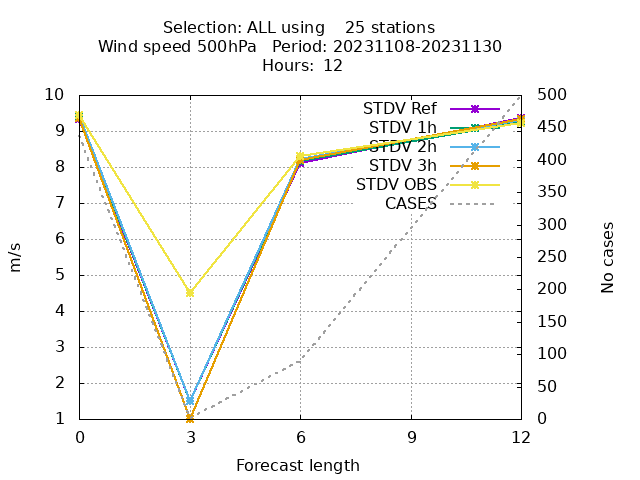 Selection: ALL using    25 stations
Wind speed 500hPa   Period: 20231108-20231130
Hours: 12
10
9
8
7
6
5
4
3
2
1
m/s
STDV Ref
STDV 1h
STDV 2h
STDV 3h
STDV OBS
CASES
500
450
400
350
300
250
200
150
100
50
0
No cases
0
3
6
9
12
Forecast length